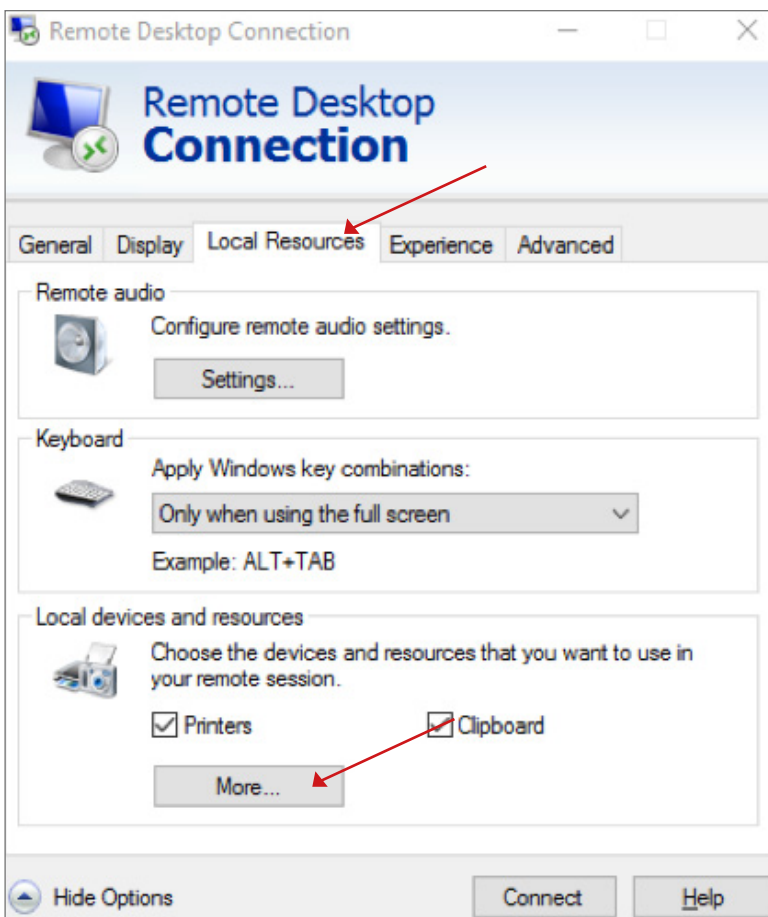 Remote Desktop Connection
Remote Desktop
Connection
General Display Local Resources Experience Advanced
Remote audio
Configure remote audio settings.
Settings...
Keyboard
Apply Windows key combinations:
Only when using the full screen
Example: ALT+TAB
Local devices and resources
Choose the devices and resources that you want to use in
your remote session.
Printers Clipboard
More...
Hide Options Connect Help